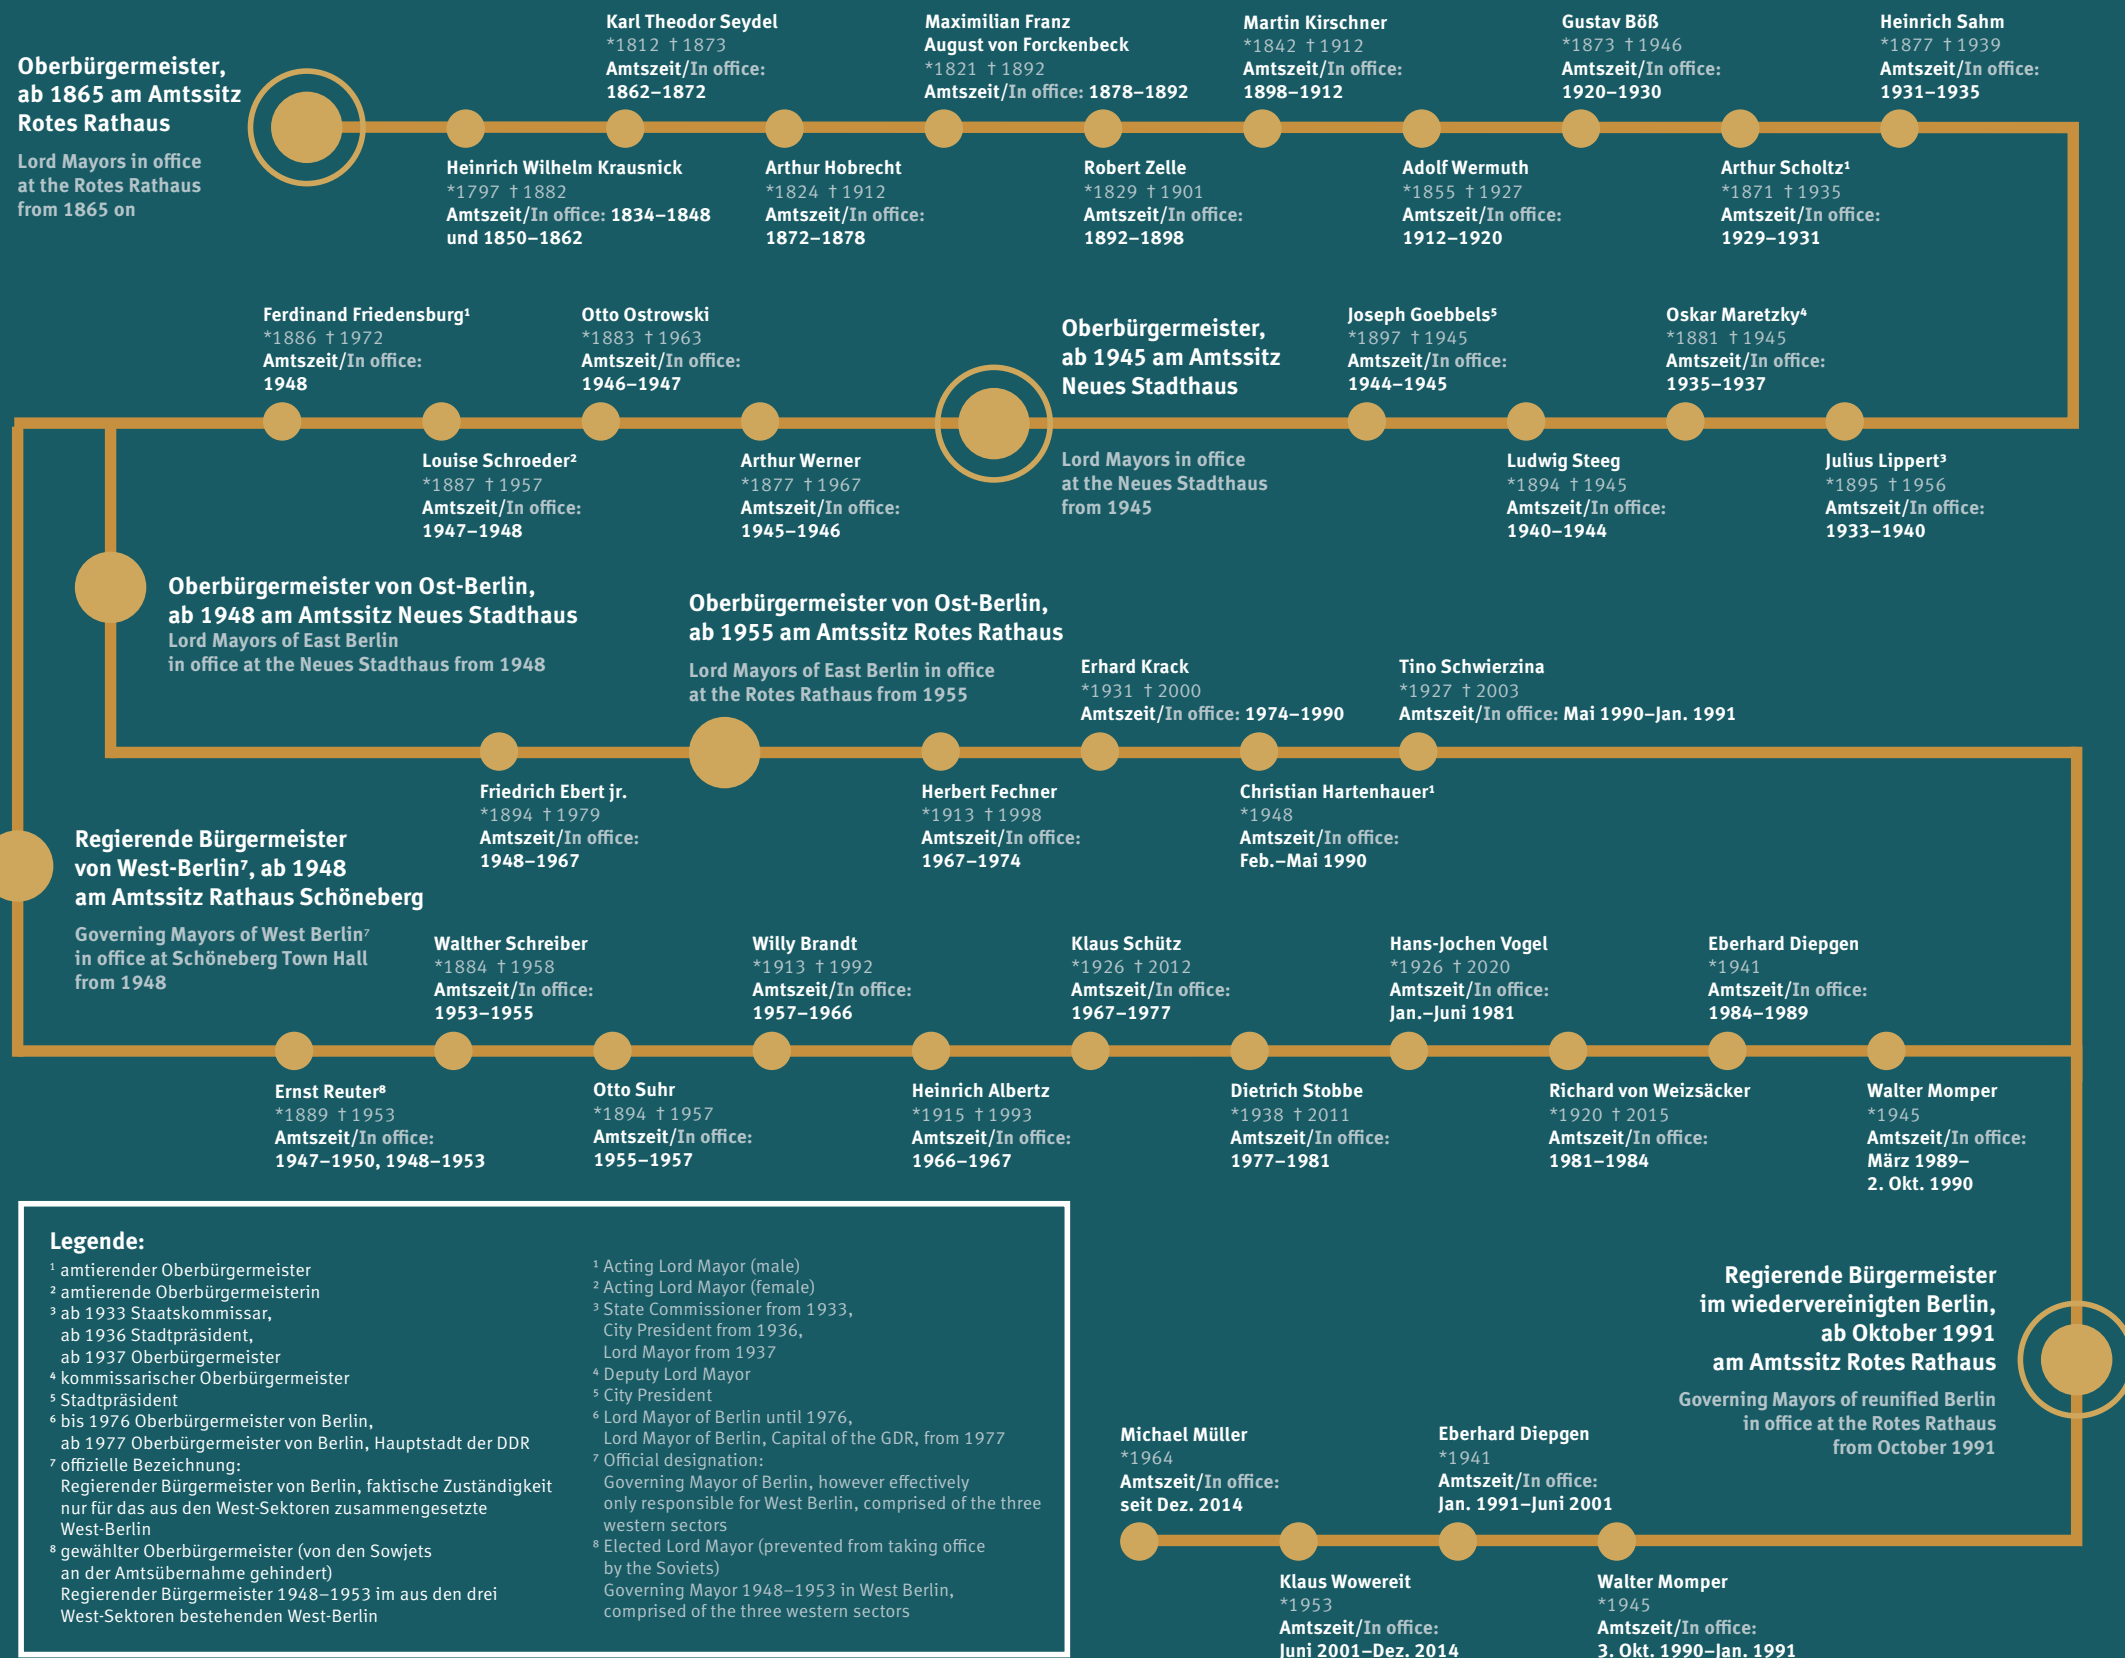 Oberbürgermeister,
ab 1865 am Amtssitz
Rotes Rathaus
Lord Mayors in office
at the Rotes Rathaus
from 1865 on
Heinrich Wilhelm Krausnick
*1797 †1882
Amtszeit/In office: 1834–1848
und 1850–1862
Karl Theodor Seydel
*1812 †1873
Amtszeit/In office:
1862–1872
Arthur Hobrecht
*1824 †1912
Amtszeit/In office:
1872–1878
Maximilian Franz
August von Forckenbeck
*1821 †1892
Amtszeit/In office: 1878–1892
Robert Zelle
*1829 †1901
Amtszeit/In office:
1892–1898
Martin Kirschner
*1842 †1912
Amtszeit/In office:
1898–1912
Adolf Wermuth
*1855 †1927
Amtszeit/In office:
1912–1920
Gustav Böß
*1873 †1946
Amtszeit/In office:
1920–1930
Arthur Scholtz¹
*1871 †1935
Amtszeit/In office:
1929–1931
Heinrich Sahm
*1877 †1939
Amtszeit/In office:
1931–1935
Julius Lippert³
*1895 †1956
Amtszeit/In office:
1933–1940
Oskar Maretzky⁴
*1881 †1945
Amtszeit/In office:
1935–1937
Ludwig Steeg
*1894 †1945
Amtszeit/In office:
1940–1944
Joseph Goebbels⁵
*1897 †1945
Amtszeit/In office:
1944–1945
Oberbürgermeister,
ab 1945 am Amtssitz
Neues Stadthaus
Lord Mayors in office
at the Neues Stadthaus
from 1945
Arthur Werner
*1877 †1967
Amtszeit/In office:
1945–1946
Otto Ostrowski
*1883 †1963
Amtszeit/In office:
1946–1947
Louise Schroeder²
*1887 †1957
Amtszeit/In office:
1947–1948
Ferdinand Friedensburg¹
*1886 †1972
Amtszeit/In office:
1948
Oberbürgermeister von Ost-Berlin,
ab 1948 am Amtssitz Neues Stadthaus
Lord Mayors of East Berlin
in office at the Neues Stadthaus from 1948
Friedrich Ebert jr.
*1894 †1979
Amtszeit/In office:
1948–1967
Oberbürgermeister von Ost-Berlin,
ab 1955 am Amtssitz Rotes Rathaus
Lord Mayors of East Berlin in office
at the Rotes Rathaus from 1955
Herbert Fechner
*1913 †1998
Amtszeit/In office:
1967–1974
Erhard Krack
*1931 †2000
Amtszeit/In office: 1974–1990
Christian Hartenhauer¹
*1948
Amtszeit/In office:
Feb.–Mai 1990
Tino Schwierzina
*1927 †2003
Amtszeit/In office: Mai 1990–Jan. 1991
Regierende Bürgermeister
von West-Berlin⁷, ab 1948
am Amtssitz Rathaus Schöneberg
Governing Mayors of West Berlin⁷
in office at Schöneberg Town Hall
from 1948
Ernst Reuter⁸
*1889 †1953
Amtszeit/In office:
1947–1950, 1948–1953
Walther Schreiber
*1884 †1958
Amtszeit/In office:
1953–1955
Otto Suhr
*1894 †1957
Amtszeit/In office:
1955–1957
Willy Brandt
*1913 †1992
Amtszeit/In office:
1957–1966
Heinrich Albertz
*1915 †1993
Amtszeit/In office:
1966–1967
Klaus Schütz
*1926 †2012
Amtszeit/In office:
1967–1977
Dietrich Stobbe
*1938 †2011
Amtszeit/In office:
1977–1981
Hans-Jochen Vogel
*1926 †2020
Amtszeit/In office:
Jan.–Juni 1981
Richard von Weizsäcker
*1920 †2015
Amtszeit/In office:
1981–1984
Eberhard Diepgen
*1941
Amtszeit/In office:
1984–1989
Walter Momper
*1945
Amtszeit/In office:
März 1989–
2. Okt. 1990
Regierende Bürgermeister
im wiedervereinigten Berlin,
ab Oktober 1991
am Amtssitz Rotes Rathaus
Governing Mayors of reunified Berlin
in office at the Rotes Rathaus
from October 1991
Walter Momper
*1945
Amtszeit/In office:
3. Okt. 1990–Jan. 1991
Eberhard Diepgen
*1941
Amtszeit/In office:
Jan. 1991–Juni 2001
Klaus Wowereit
*1953
Amtszeit/In office:
Juni 2001–Dez. 2014
Michael Müller
*1964
Amtszeit/In office:
seit Dez. 2014
Legende:
¹ amtierender Oberbürgermeister
² amtierende Oberbürgermeisterin
³ ab 1933 Staatskommissar,
ab 1936 Stadtpräsident,
ab 1937 Oberbürgermeister
⁴ kommissarischer Oberbürgermeister
⁵ Stadtpräsident
⁶ bis 1976 Oberbürgermeister von Berlin,
ab 1977 Oberbürgermeister von Berlin, Hauptstadt der DDR
⁷ offizielle Bezeichnung:
Regierender Bürgermeister von Berlin, faktische Zuständigkeit
nur für das aus den West-Sektoren zusammengesetzte
West-Berlin
⁸ gewählter Oberbürgermeister (von den Sowjets
an der Amtsübernahme gehindert)
Regierender Bürgermeister 1948–1953 im aus den drei
West-Sektoren bestehenden West-Berlin
¹ Acting Lord Mayor (male)
² Acting Lord Mayor (female)
³ State Commissioner from 1933,
City President from 1936,
Lord Mayor from 1937
⁴ Deputy Lord Mayor
⁵ City President
⁶ Lord Mayor of Berlin until 1976,
Lord Mayor of Berlin, Capital of the GDR, from 1977
⁷ Official designation:
Governing Mayor of Berlin, however effectively
only responsible for West Berlin, comprised of the three
western sectors
⁸ Elected Lord Mayor (prevented from taking office
by the Soviets)
Governing Mayor 1948–1953 in West Berlin,
comprised of the three western sectors